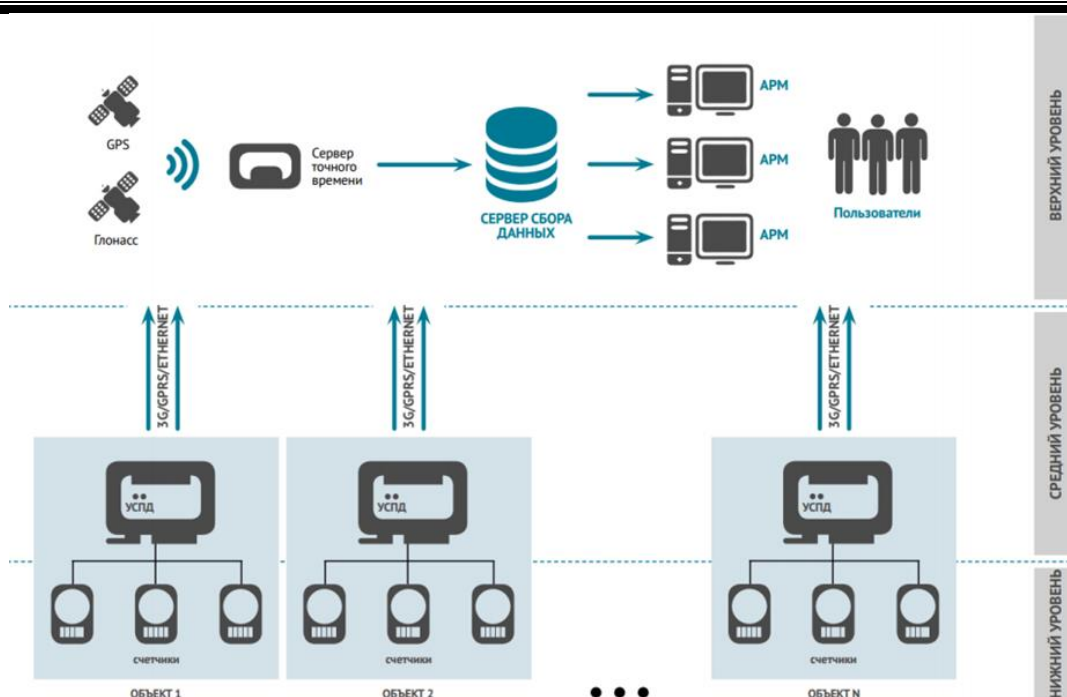 GPS
Глонасс
Сервер
точного
времени
СЕРВЕР СБОРА
ДАННЫХ
АРМ
АРМ
АРМ
Пользователи
ВЕРХНИЙ УРОВЕНЬ
3G/GPRS/ETHERNET
3G/GPRS/ETHERNET
3G/GPRS/ETHERNET
СРЕДНИЙ УРОВЕНЬ
УСПД
УСПД
УСПД
счетчики
счетчики
счетчики
ОБЪЕКТ 1
ОБЪЕКТ 2
ОБЪЕКТ N
НИЖНИЙ УРОВЕНЬ